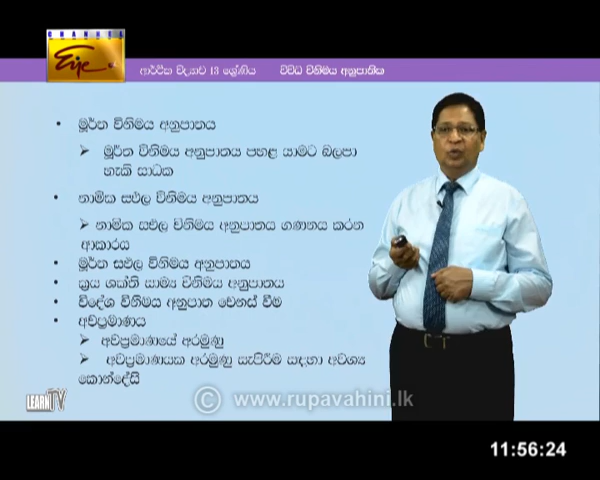 CHANNEL
Eye
ආර්ථික විද්‍යාව 13 ශ්‍රේණිය විවිධ විනිමය අනුපාතික
• මූර්ත විනිමය අනුපාතය
➢ මූර්ත විනිමය අනුපාතය පහළ යාමට බලපා
හැකි සාධක
• නාමික සඵල විනිමය අනුපාතය
➢ නාමික සඵල විනිමය අනුපාතය ගණනය කරන
ආකාරය
• මූර්ත සඵල විනිමය අනුපාතය
• ක්‍රය ශක්ති සාම්‍ය විනිමය අනුපාතය
• විදේශ විනිමය අනුපාත වෙනස් වීම
• අවප්‍රමාණය
➢ අවප්‍රමාණයේ අරමුණු
➢ අවප්‍රමාණයක අරමුණු සැපිරීම සඳහා අවශ්‍ය
කොන්දේසි
LEARN TV
© www.rupavahini.lk
11:56:24